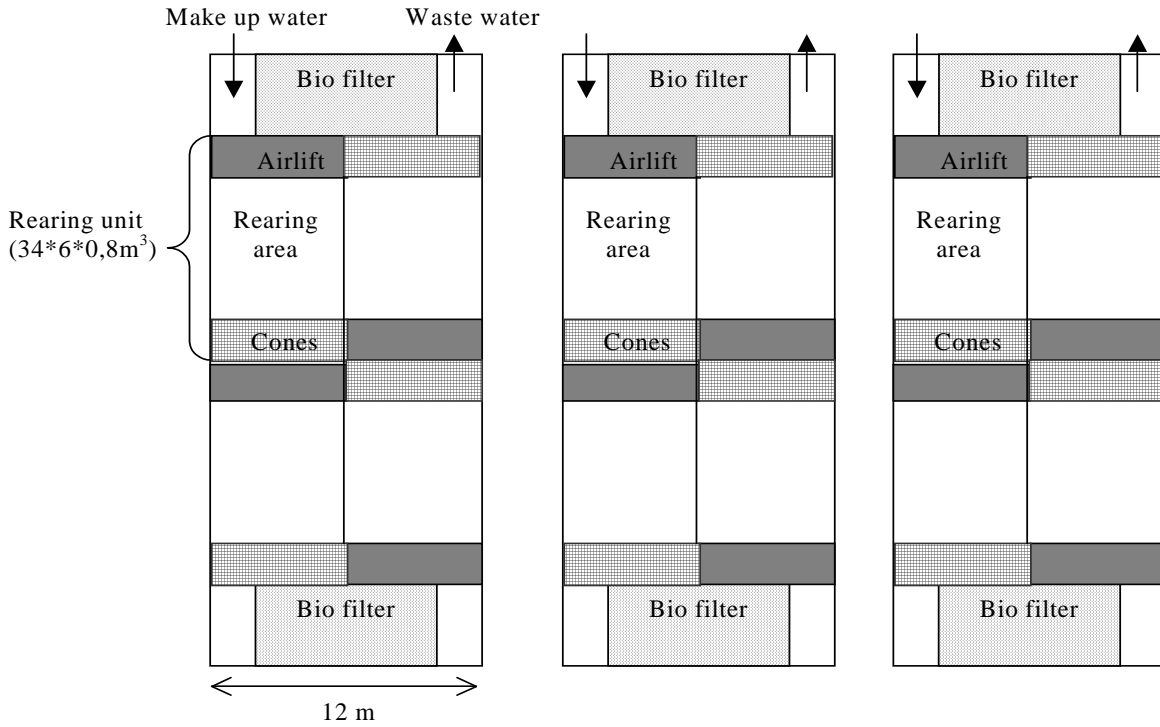 Make up water Waste water
Bio filter Bio filter Bio filter
Airlift Airlift Airlift
Rearing unit
(34*6*0,8m³)
Rearing
area
Rearing
area
Rearing
area
Cones Cones Cones
Bio filter Bio filter Bio filter
12 m